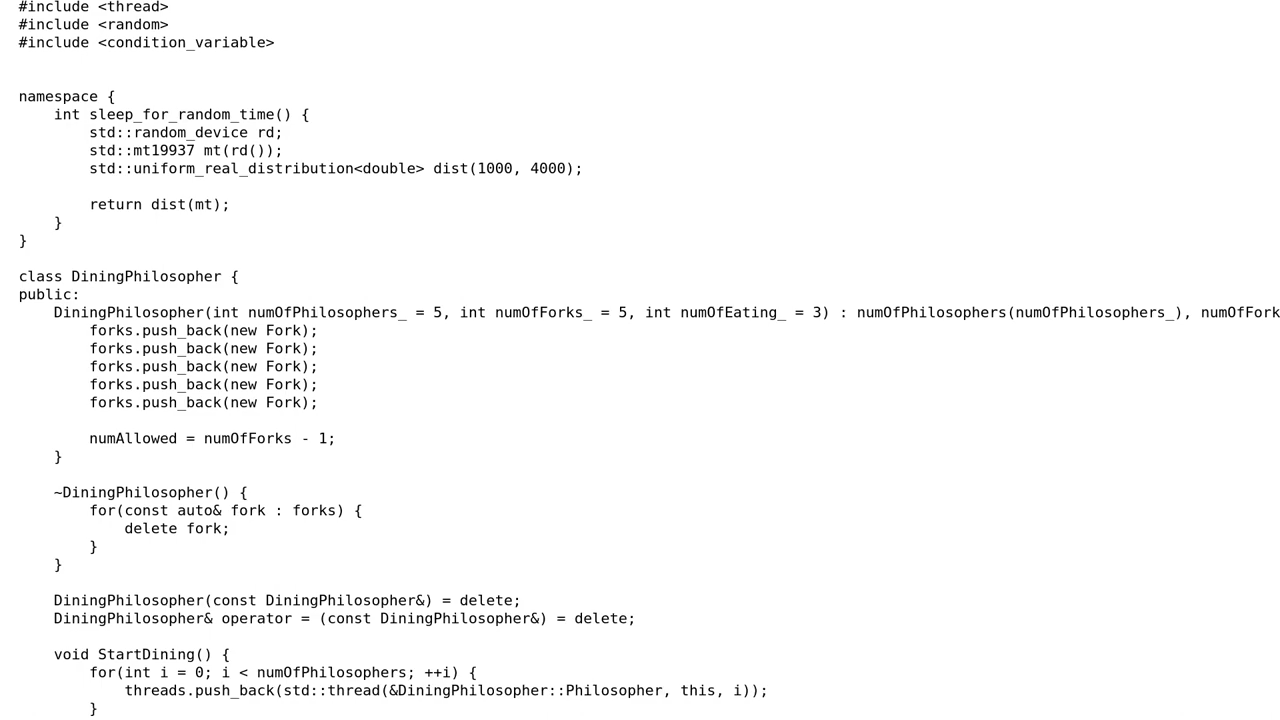 #include <thread>
#include <random>
#include <condition_variable>
namespace {
    int sleep_for_random_time() {
        std::random_device rd;
        std::mt19937 mt(rd());
        std::uniform_real_distribution<double> dist(1000, 4000);
        return dist(mt);
    }
}
class DiningPhilosopher {
public:
    DiningPhilosopher(int numOfPhilosophers_ = 5, int numOfForks_ = 5, int numOfEating_ = 3) : numOfPhilosophers(numOfPhilosophers_), numOfFork
        forks.push_back(new Fork);
        forks.push_back(new Fork);
        forks.push_back(new Fork);
        forks.push_back(new Fork);
        forks.push_back(new Fork);
        numAllowed = numOfForks - 1;
    }
    ~DiningPhilosopher() {
        for(const auto& fork : forks) {
            delete fork;
        }
    }
    DiningPhilosopher(const DiningPhilosopher&) = delete;
    DiningPhilosopher& operator = (const DiningPhilosopher&) = delete;
    void StartDining() {
        for(int i = 0; i < numOfPhilosophers; ++i) {
            threads.push_back(std::thread(&DiningPhilosopher::Philosopher, this, i));
        }